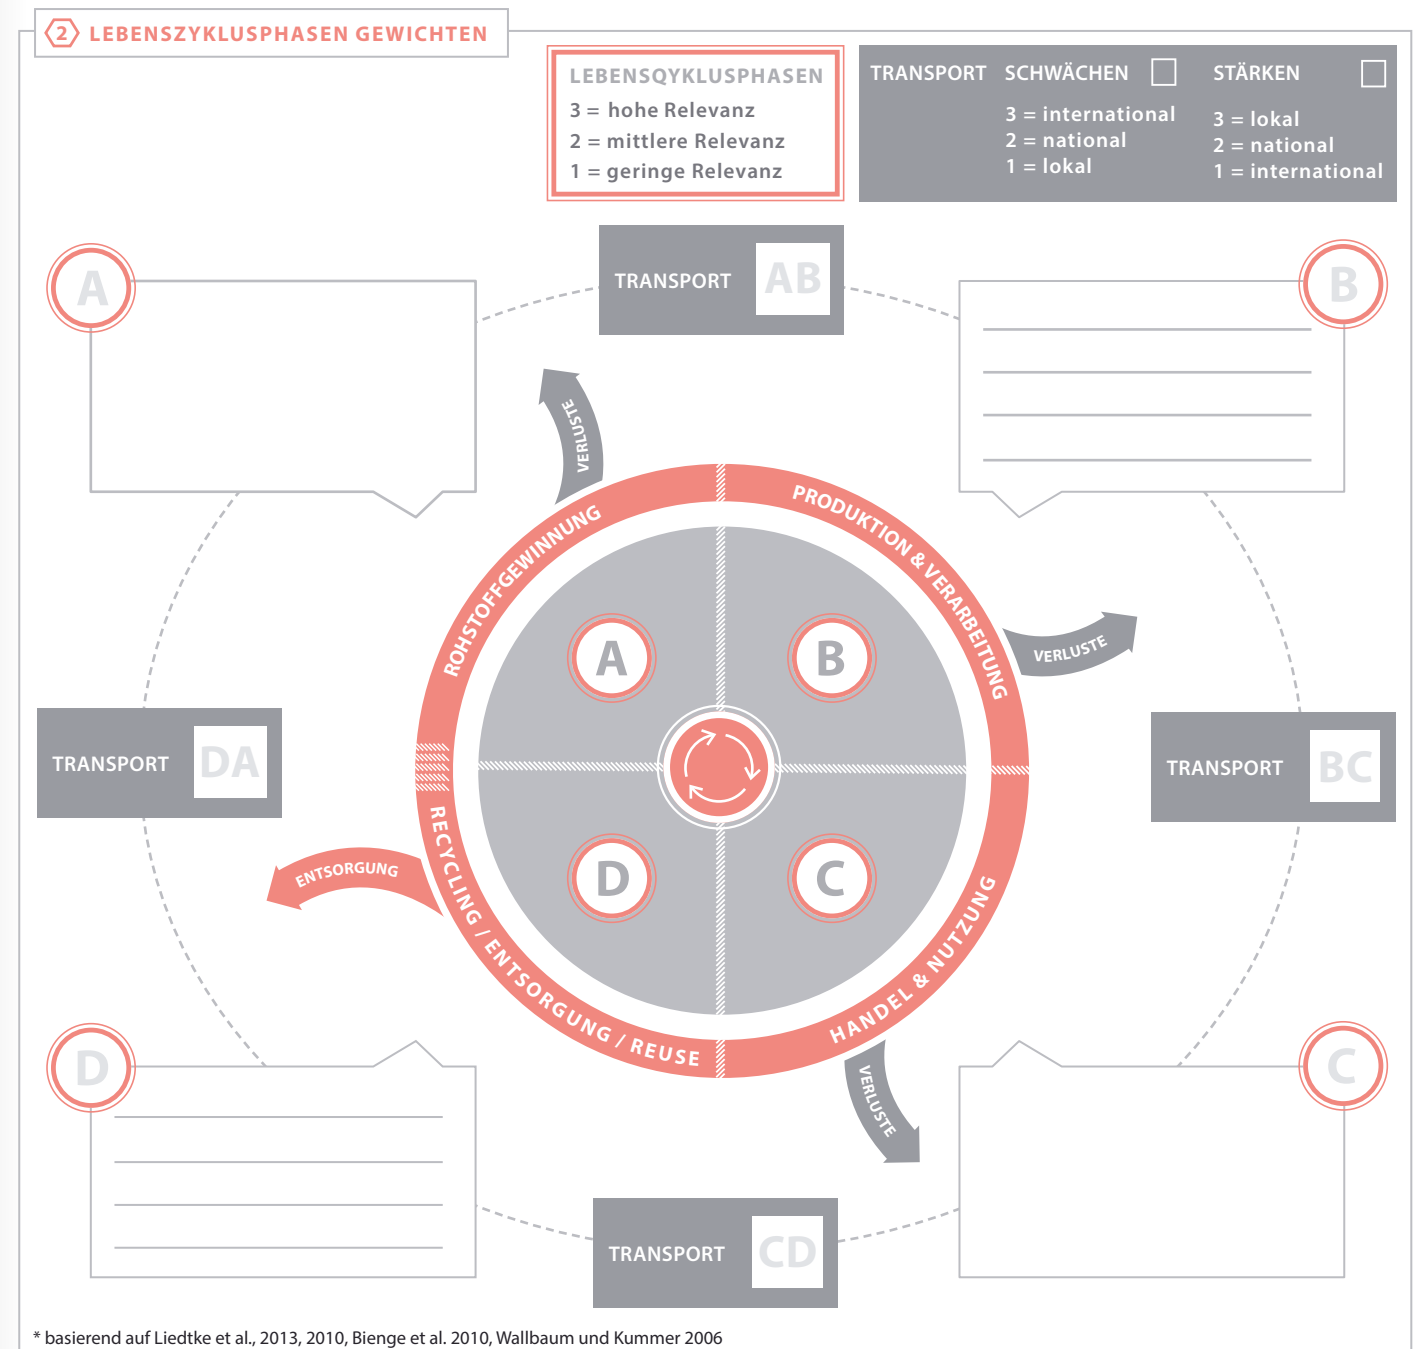 2 LEBENSZYKLUSPHASEN GEWICHTEN
LEBENSQYKLUSPHASEN
3 = hohe Relevanz
2 = mittlere Relevanz
1 = geringe Relevanz
TRANSPORT
SCHWÄCHEN
3 = international
2 = national
1 = lokal
STÄRKEN
3 = lokal
2 = national
1 = international
A
TRANSPORT AB
B
VERLUSTE
ROHSTOFFGEWINNUNG
PRODUKTION & VERARBEITUNG
VERLUSTE
A
B
TRANSPORT DA
TRANSPORT BC
D
C
ENTSORGUNG
RECYCLING / ENTSORGUNG / REUSE
HANDEL & NUTZUNG
VERLUSTE
D
C
TRANSPORT CD
* basierend auf Liedtke et al., 2013, 2010, Bienge et al. 2010, Wallbaum und Kummer 2006